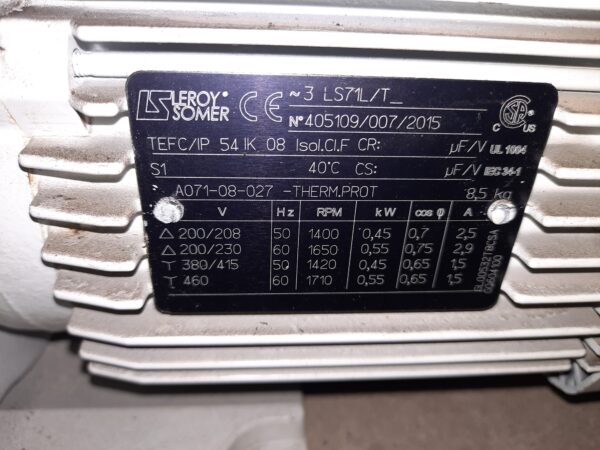 LEROY-SOMER CE ~3 LS71L/T_
N° 405109/007/2015
CSA C US
TEFC/IP 54 IK 08 Isol.Cl.F CR: µF/V UL 1004
S1 40°C CS: µF/V IEC 34-1
A071-08-027 -THERM.PROT 8,5 kg
V Hz RPM kW cos φ A
△ 200/208 50 1400 0,45 0,7 2,5
△ 200/230 60 1650 0,55 0,75 2,9
Y 380/415 50 1420 0,45 0,65 1,5
Y 460 60 1710 0,55 0,65 1,5